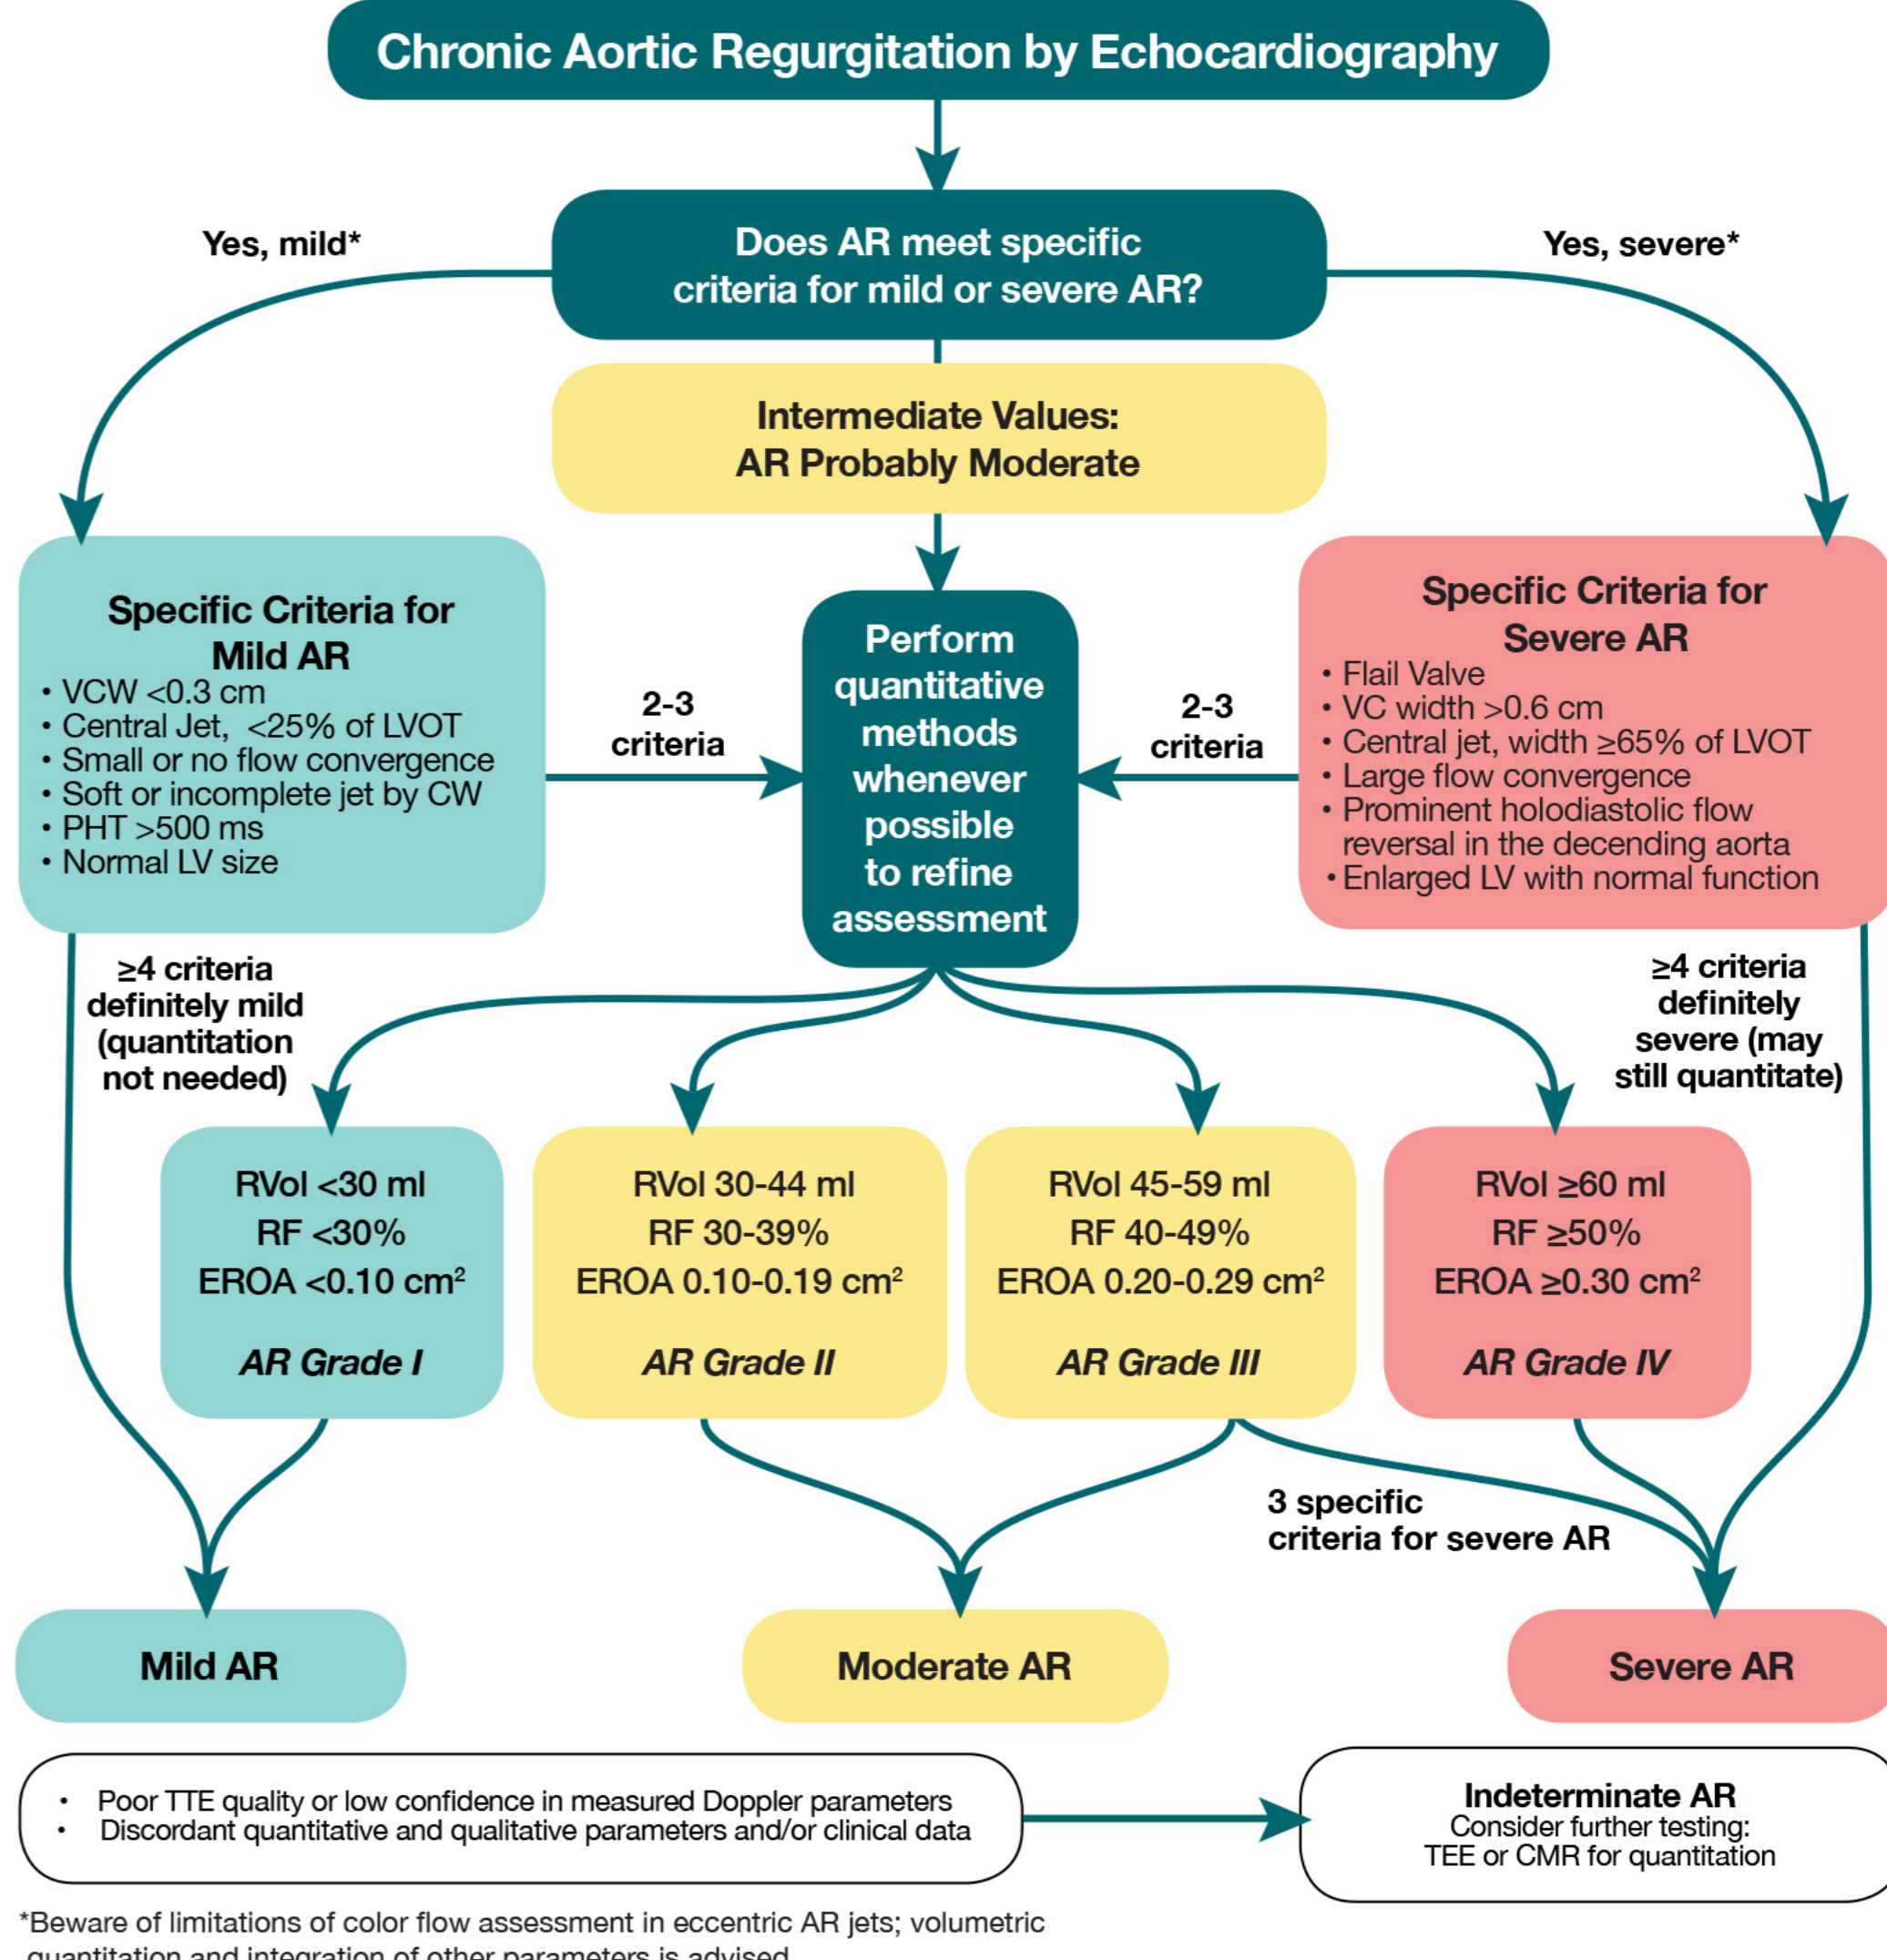 Chronic Aortic Regurgitation by Echocardiography
Does AR meet specific
criteria for mild or severe AR?
Yes, mild*
Yes, severe*
Intermediate Values:
AR Probably Moderate
Specific Criteria for
Mild AR
• VCW <0.3 cm
• Central Jet, <25% of LVOT
• Small or no flow convergence
• Soft or incomplete jet by CW
• PHT >500 ms
• Normal LV size
2-3
criteria
Perform
quantitative
methods
whenever
possible
to refine
assessment
2-3
criteria
Specific Criteria for
Severe AR
• Flail Valve
• VC width >0.6 cm
• Central jet, width ≥65% of LVOT
• Large flow convergence
• Prominent holodiastolic flow
reversal in the decending aorta
• Enlarged LV with normal function
≥4 criteria
definitely mild
(quantitation
not needed)
≥4 criteria
definitely
severe (may
still quantitate)
RVol <30 ml
RF <30%
EROA <0.10 cm²
AR Grade I
RVol 30-44 ml
RF 30-39%
EROA 0.10-0.19 cm²
AR Grade II
RVol 45-59 ml
RF 40-49%
EROA 0.20-0.29 cm²
AR Grade III
RVol ≥60 ml
RF ≥50%
EROA ≥0.30 cm²
AR Grade IV
3 specific
criteria for severe AR
Mild AR
Moderate AR
Severe AR
• Poor TTE quality or low confidence in measured Doppler parameters
• Discordant quantitative and qualitative parameters and/or clinical data
Indeterminate AR
Consider further testing:
TEE or CMR for quantitation
*Beware of limitations of color flow assessment in eccentric AR jets; volumetric
quantitation and integration of other parameters is advised